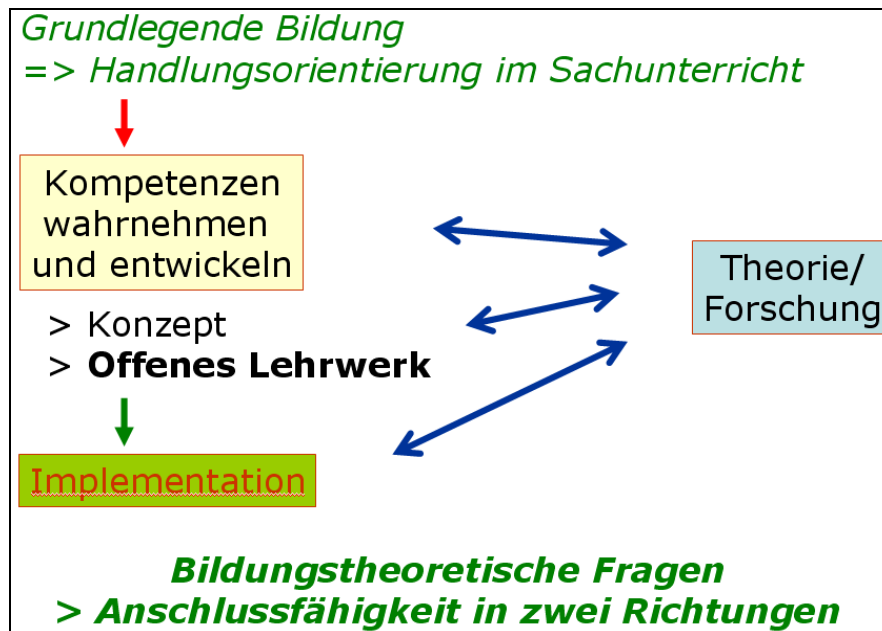 Grundlegende Bildung
=> Handlungsorientierung im Sachunterricht
Kompetenzen
wahrnehmen
und entwickeln
> Konzept
> Offenes Lehrwerk
Theorie/
Forschung
Implementation
Bildungstheoretische Fragen
> Anschlussfähigkeit in zwei Richtungen